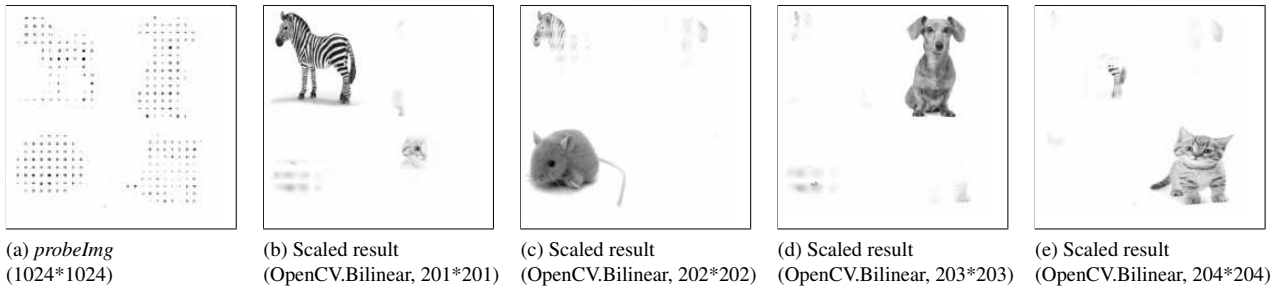 (a) probeImg
(1024*1024)
(b) Scaled result
(OpenCV.Bilinear, 201*201)
(c) Scaled result
(OpenCV.Bilinear, 202*202)
(d) Scaled result
(OpenCV.Bilinear, 203*203)
(e) Scaled result
(OpenCV.Bilinear, 204*204)